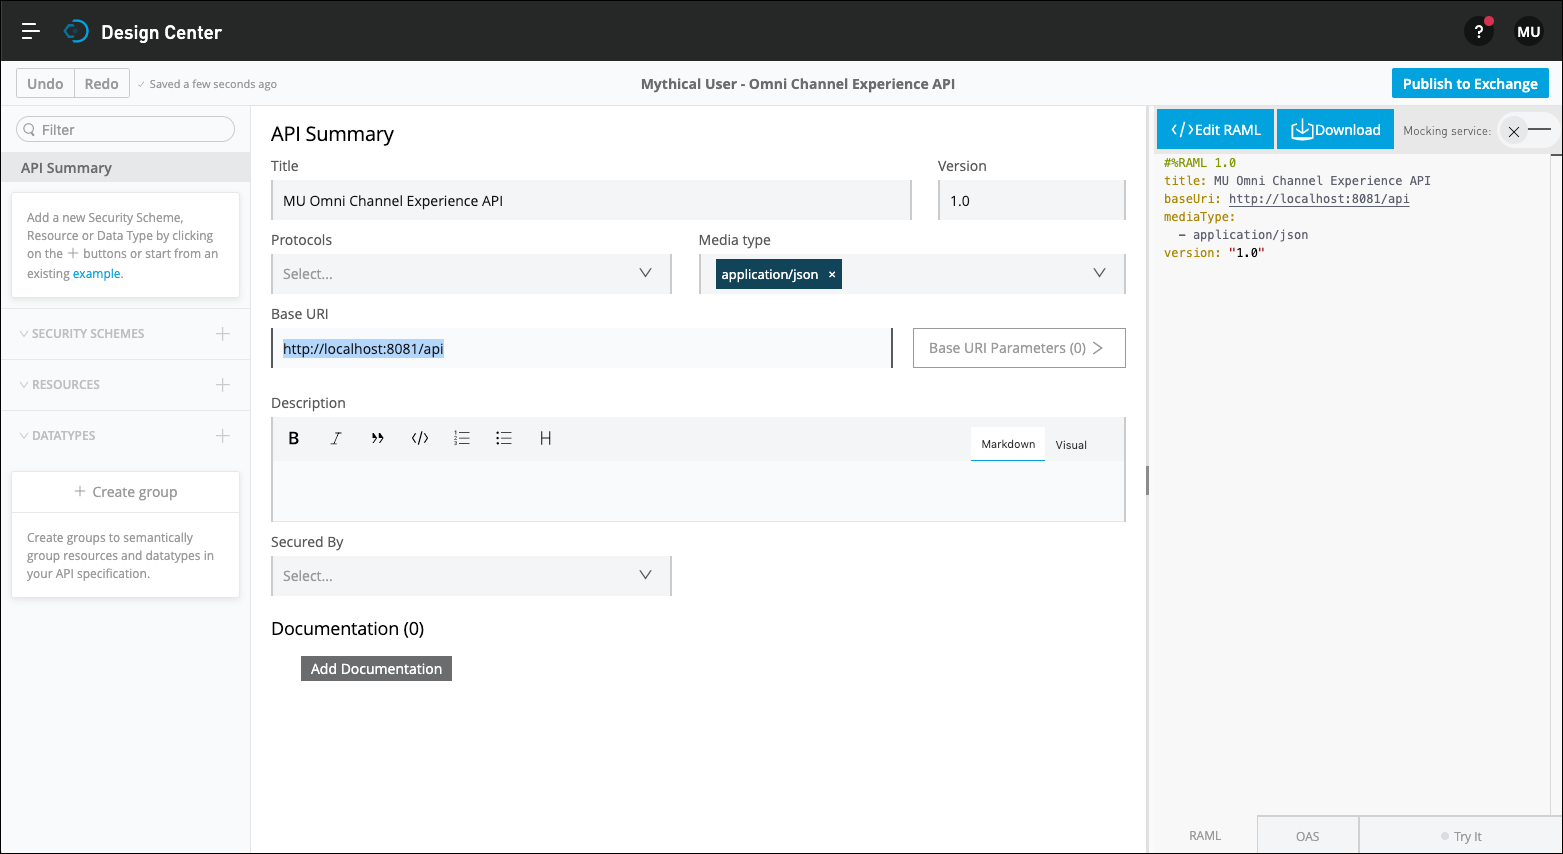 Design Center
?
MU
Undo
Redo
✓ Saved a few seconds ago
Mythical User - Omni Channel Experience API
Publish to Exchange
Filter
API Summary
Add a new Security Scheme,
Resource or Data Type by clicking
on the + buttons or start from an
existing example.
SECURITY SCHEMES
RESOURCES
DATATYPES
+ Create group
Create groups to semantically
group resources and datatypes in
your API specification.
API Summary
Title
Version
MU Omni Channel Experience API
1.0
Protocols
Media type
Select...
application/json ×
Base URI
http://localhost:8081/api
Base URI Parameters (0) >
Description
B I ” </> H
Markdown
Visual
Secured By
Select...
Documentation (0)
Add Documentation
</>Edit RAML
Download
Mocking service:
#%RAML 1.0
title: MU Omni Channel Experience API
baseUri: http://localhost:8081/api
mediaType:
- application/json
version: "1.0"
RAML
OAS
Try It